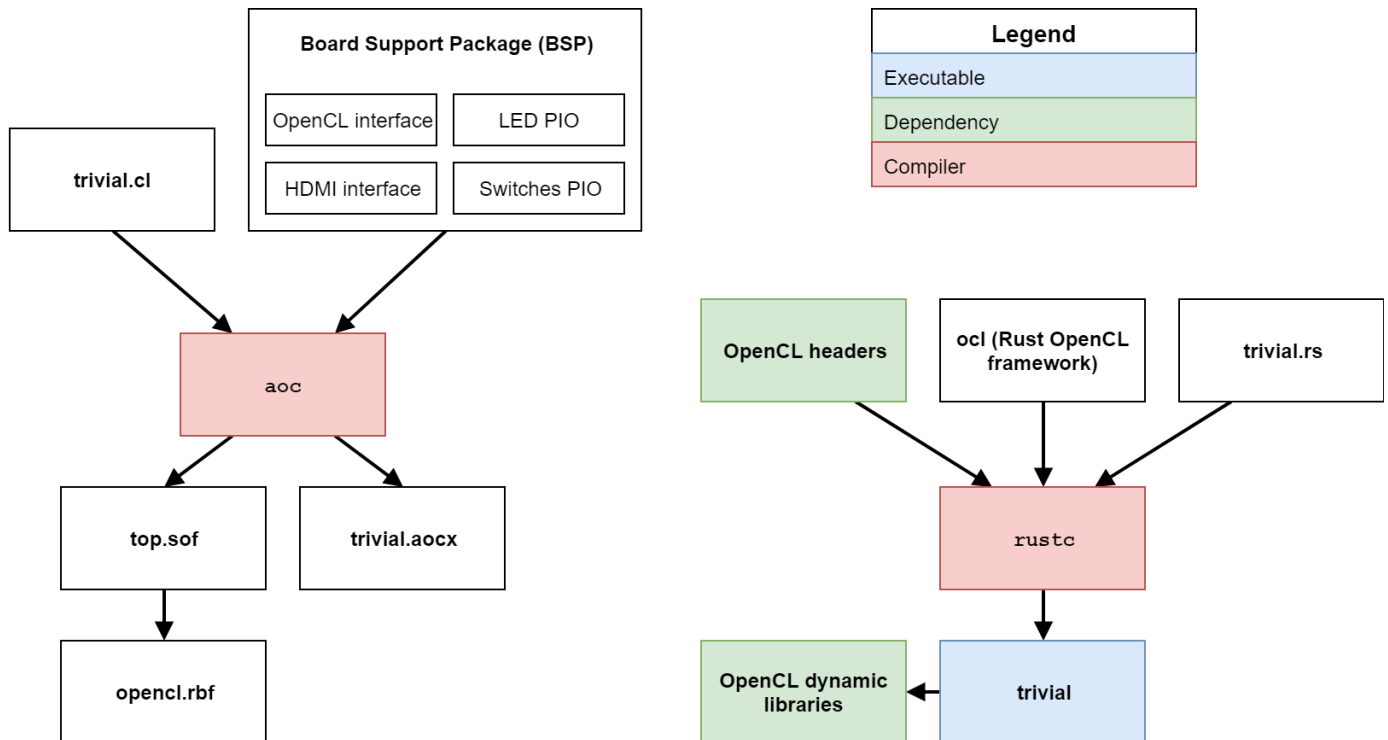 Board Support Package (BSP)
OpenCL interface
LED PIO
HDMI interface
Switches PIO
trivial.cl
Legend
Executable
Dependency
Compiler
aoc
top.sof
trivial.aocx
opencl.rbf
OpenCL headers
ocl (Rust OpenCL
framework)
trivial.rs
rustc
OpenCL dynamic
libraries
trivial